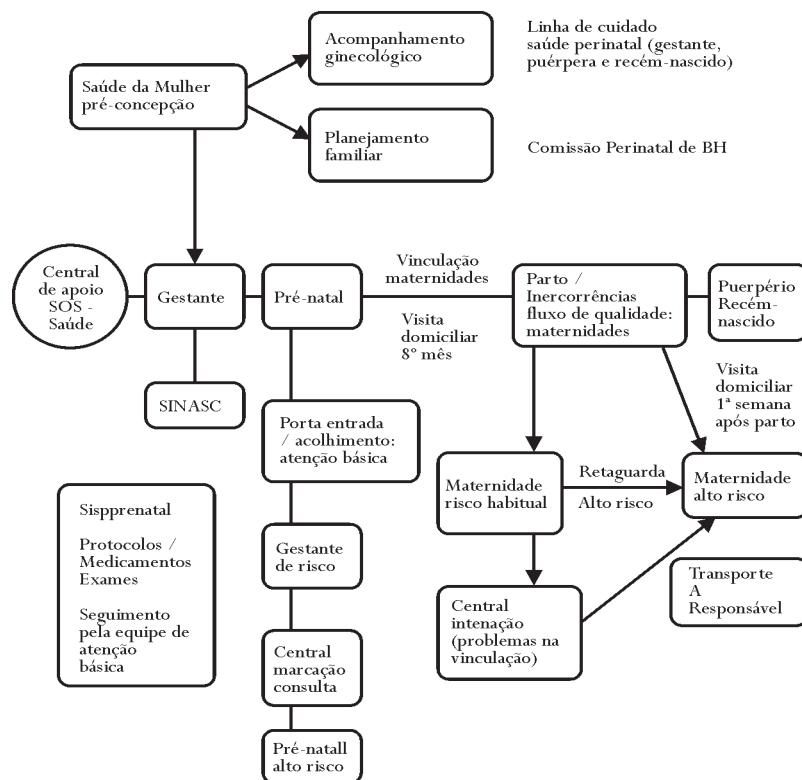 Acompanhamento
ginecológico
Linha de cuidado
saúde perinatal (gestante,
puérpera e recém-nascido)
Saúde da Mulher
pré-concepção
Planejamento
familiar
Comissão Perinatal de BH
Central
de apoio
SOS -
Saúde
Gestante
Pré-natal
Vinculação
maternidades
Visita
domiciliar
8º mês
Parto /
Inercorrências
fluxo de qualidade:
maternidades
Puerpério
Recém-
nascido
SINASC
Porta entrada
/ acolhimento:
atenção básica
Visita
domiciliar
1ª semana
após parto
Maternidade
risco habitual
Retaguarda
Alto risco
Maternidade
alto risco
Sispprenatal
Protocolos /
Medicamentos
Exames
Seguimento
pela equipe de
atenção
básica
Gestante
de risco
Central
intenação
(problemas na
vinculação)
Transporte
A
Responsável
Central
marcação
consulta
Pré-natall
alto risco